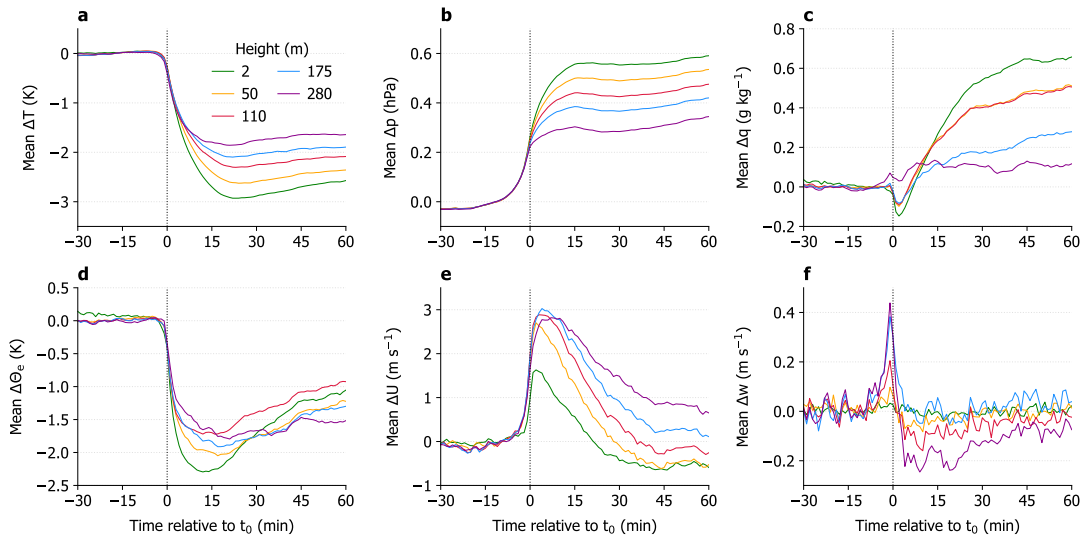 a
Height (m)
2
50
110
175
280
0
−1
−2
−3
Mean ΔT (K)
−30 −15 0 15 30 45 60
b
0.6
0.4
0.2
0.0
Mean Δp (hPa)
−30 −15 0 15 30 45 60
c
0.8
0.6
0.4
0.2
0.0
−0.2
Mean Δq (g kg⁻¹)
−30 −15 0 15 30 45 60
d
0.5
0.0
−0.5
−1.0
−1.5
−2.0
−2.5
Mean ΔΘₑ (K)
−30 −15 0 15 30 45 60
Time relative to t₀ (min)
e
3
2
1
0
−1
Mean ΔU (m s⁻¹)
−30 −15 0 15 30 45 60
Time relative to t₀ (min)
f
0.4
0.2
0.0
−0.2
Mean Δw (m s⁻¹)
−30 −15 0 15 30 45 60
Time relative to t₀ (min)